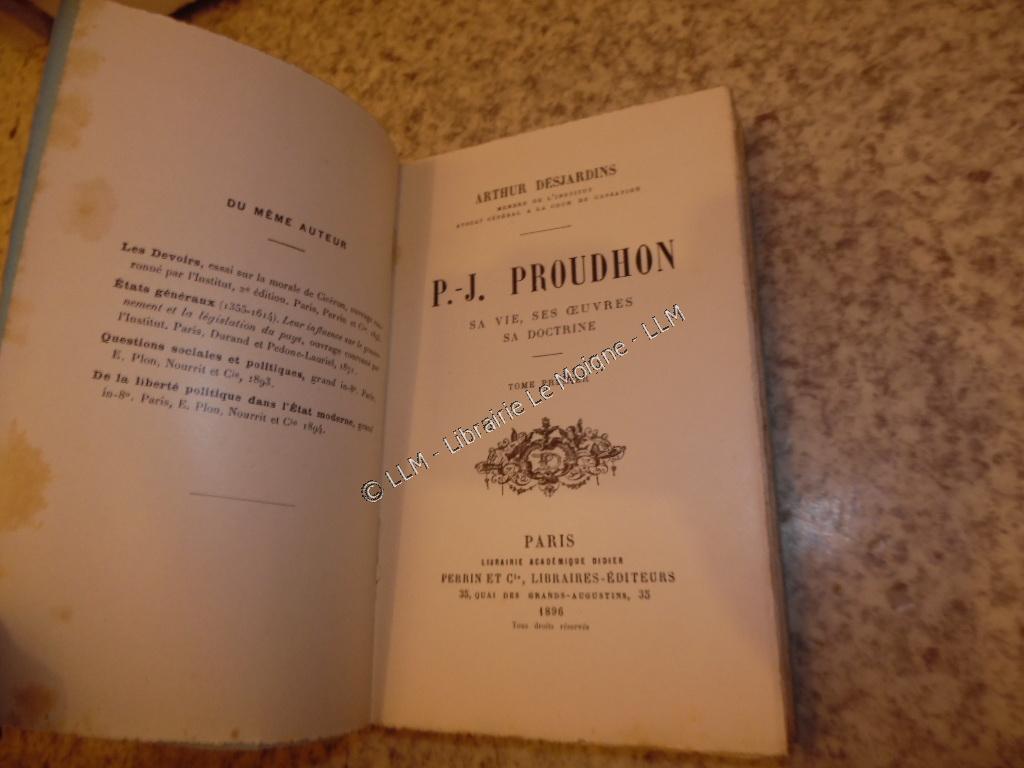 DU MÊME AUTEUR
Les Devoirs, essai sur la morale de Cicéron, ouvrage cou-
ronné par l'Institut, 2e édition. Paris, Perrin et Cie
États généraux (1355-1614). Leur influence sur le gouver-
nement et la législation du pays, ouvrage couronné par
l'Institut. Paris, Durand et Pedone-Lauriel, 1871.
Questions sociales et politiques, grand in-8º. Paris,
E. Plon, Nourrit et Cie, 1893.
De la liberté politique dans l'État moderne, grand
in-8º. Paris, E. Plon, Nourrit et Cie 1894.
ARTHUR DESJARDINS
MEMBRE DE L'INSTITUT
AVOCAT GÉNÉRAL A LA COUR DE CASSATION
P.-J. PROUDHON
SA VIE, SES ŒUVRES
SA DOCTRINE
TOME PREMIER
© LLM - Librairie Le Moigne - LLM
PARIS
LIBRAIRIE ACADÉMIQUE DIDIER
PERRIN ET Cie, LIBRAIRES-ÉDITEURS
35, QUAI DES GRANDS-AUGUSTINS, 35
1896
Tous droits réservés